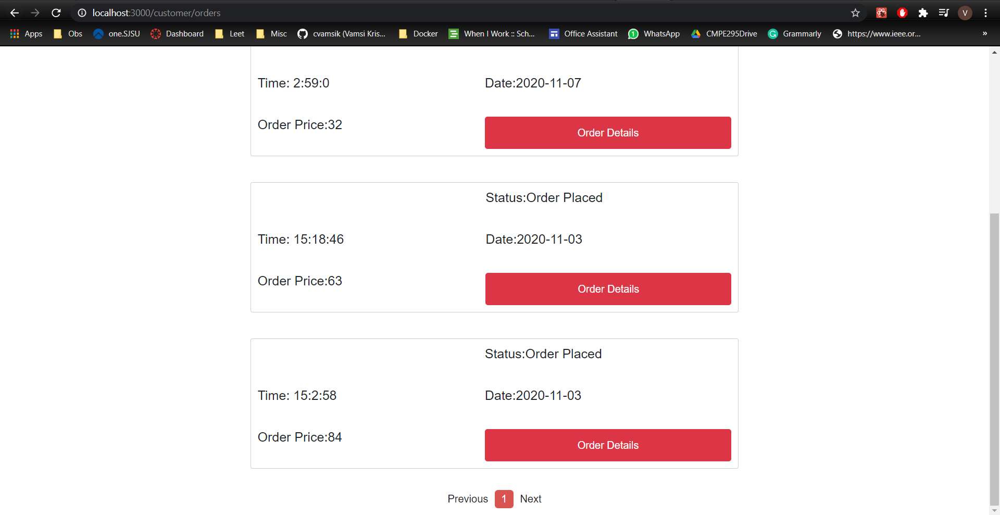 localhost:3000/customer/orders V
Apps Obs one.SJSU Dashboard Leet Misc cvamsik (Vamsi Kris... Docker When I Work :: Sch... Office Assistant 1 WhatsApp CMPE295Drive G Grammarly https://www.ieee.or... »
Time: 2:59:0 Date:2020-11-07
Order Price:32 Order Details
Status:Order Placed
Time: 15:18:46 Date:2020-11-03
Order Price:63 Order Details
Status:Order Placed
Time: 15:2:58 Date:2020-11-03
Order Price:84 Order Details
Previous 1 Next